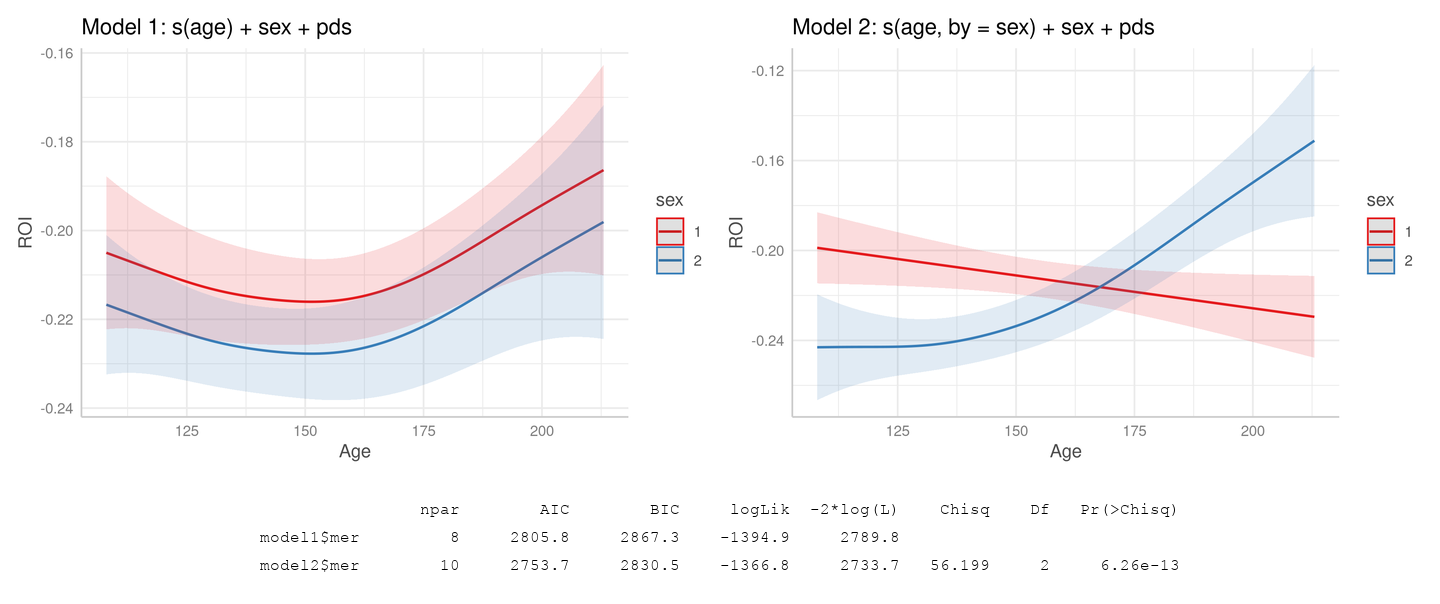 Model 1: s(age) + sex + pds
-0.16
-0.18
-0.20
-0.22
-0.24
ROI
125 150 175 200
Age
sex
1
2
Model 2: s(age, by = sex) + sex + pds
-0.12
-0.16
-0.20
-0.24
ROI
125 150 175 200
Age
sex
1
2
npar AIC BIC logLik -2*log(L) Chisq Df Pr(>Chisq)
model1$mer 8 2805.8 2867.3 -1394.9 2789.8
model2$mer 10 2753.7 2830.5 -1366.8 2733.7 56.199 2 6.26e-13